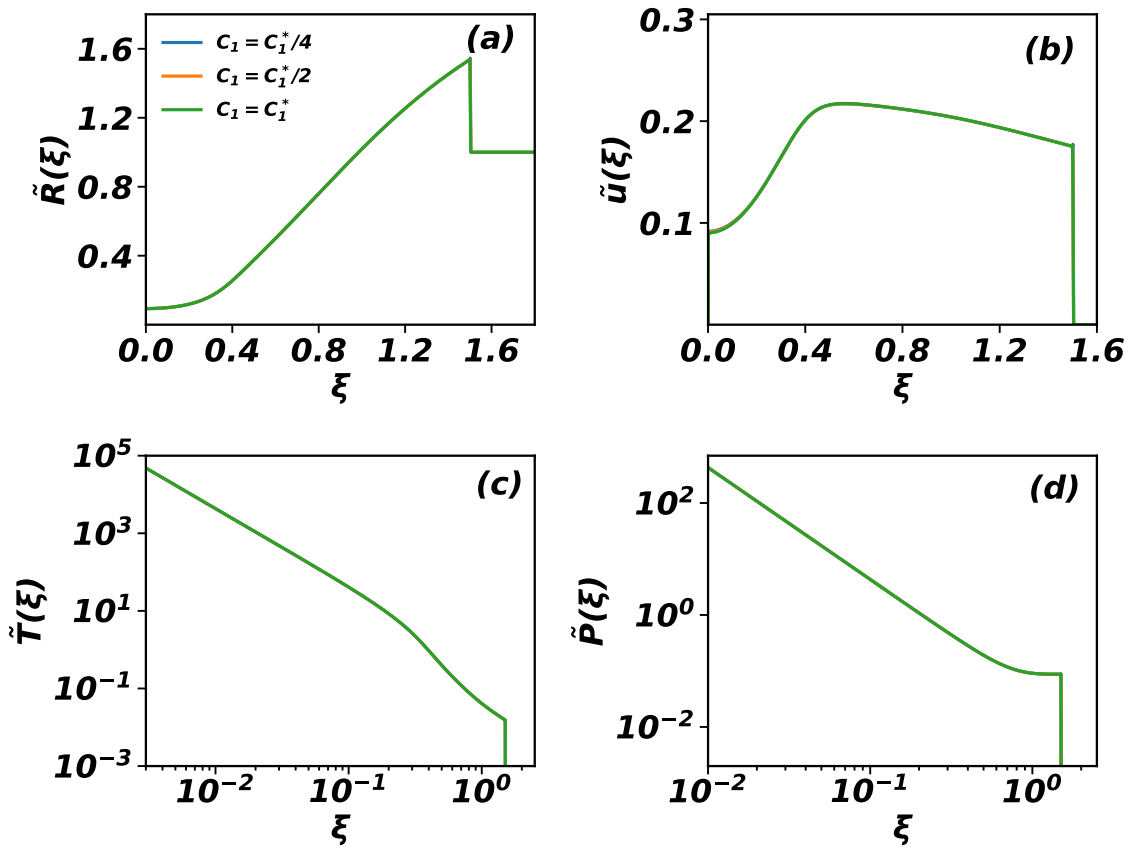 (a)
C₁ = C₁*/4
C₁ = C₁*/2
C₁ = C₁*
R̃(ξ)
1.6
1.2
0.8
0.4
0.0 0.4 0.8 1.2 1.6
ξ
(b)
ũ(ξ)
0.3
0.2
0.1
0.0 0.4 0.8 1.2 1.6
ξ
(c)
T̃(ξ)
10⁵
10³
10¹
10⁻¹
10⁻³
10⁻² 10⁻¹ 10⁰
ξ
(d)
P̃(ξ)
10²
10⁰
10⁻²
10⁻² 10⁻¹ 10⁰
ξ